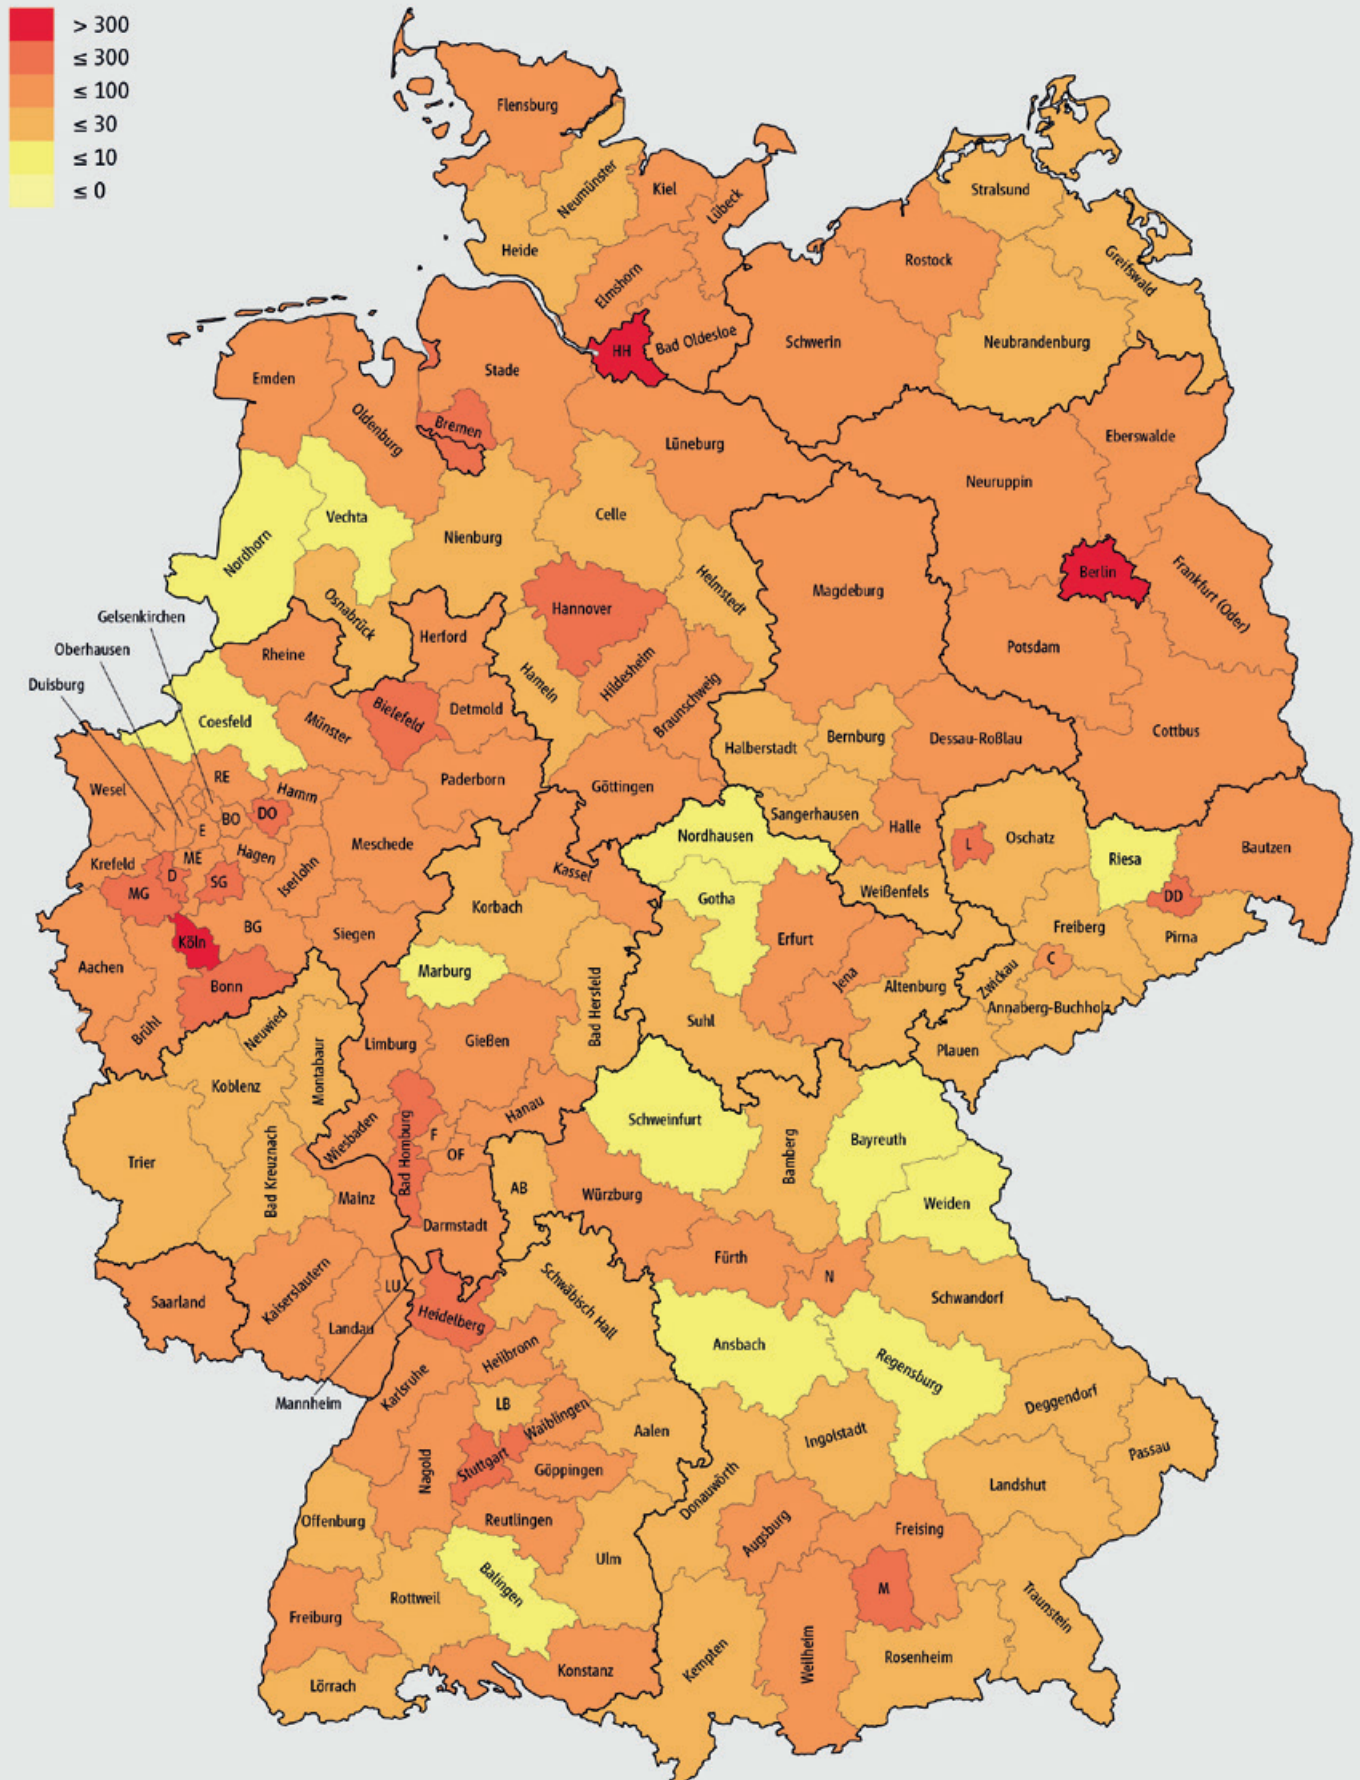 > 300
≤ 300
≤ 100
≤ 30
≤ 10
≤ 0
Flensburg
Neumünster
Kiel
Lübeck
Stralsund
Heide
Rostock
Greifswald
Elmshorn
HH
Bad Oldesloe
Schwerin
Neubrandenburg
Emden
Stade
Oldenburg
Bremen
Lüneburg
Eberswalde
Neuruppin
Vechta
Celle
Nienburg
Nordhorn
Helmstedt
Berlin
Frankfurt (Oder)
Magdeburg
Osnabrück
Hannover
Gelsenkirchen
Herford
Oberhausen
Rheine
Potsdam
Duisburg
Hameln
Hildesheim
Braunschweig
Coesfeld
Münster
Bielefeld
Detmold
Halberstadt
Bernburg
Dessau-Roßlau
Cottbus
Wesel
RE
Hamm
Paderborn
Göttingen
E
BO
DO
Sangerhausen
Halle
Nordhausen
Oschatz
L
Riesa
Bautzen
Krefeld
ME
Hagen
Iserlohn
Meschede
Kassel
D
MG
SG
Korbach
Gotha
Weißenfels
DD
Köln
BG
Siegen
Erfurt
Freiberg
Pirna
Aachen
Bonn
Marburg
Bad Hersfeld
Jena
Altenburg
Zwickau
C
Annaberg-Buchholz
Brühl
Neuwied
Montabaur
Limburg
Gießen
Suhl
Plauen
Koblenz
Hanau
Schweinfurt
Wiesbaden
Bad Homburg
F
OF
Bamberg
Bayreuth
Trier
Bad Kreuznach
Mainz
AB
Würzburg
Weiden
Darmstadt
Fürth
N
Saarland
Kaiserslautern
LU
Landau
Heidelberg
Schwäbisch Hall
Schwandorf
Ansbach
Regensburg
Mannheim
Karlsruhe
Heilbronn
LB
Waiblingen
Aalen
Ingolstadt
Deggendorf
Passau
Nagold
Stuttgart
Göppingen
Donauwörth
Landshut
Offenburg
Reutlingen
Augsburg
Freising
Ulm
Balingen
Rottweil
M
Traunstein
Freiburg
Weilheim
Kempten
Rosenheim
Konstanz
Lörrach